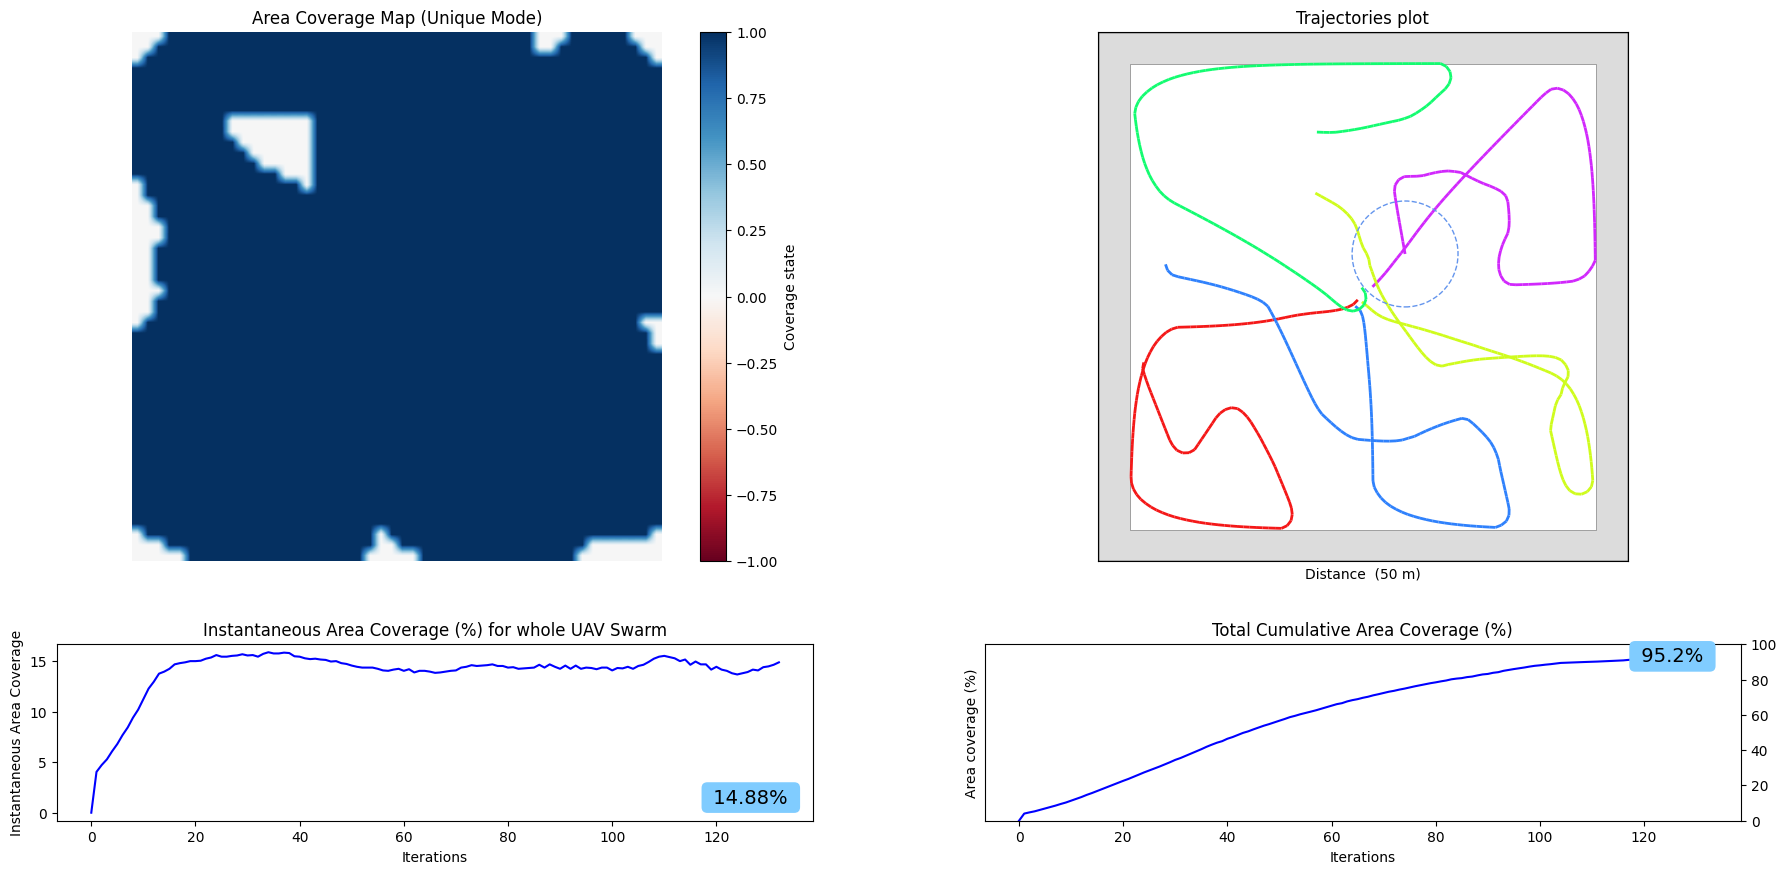 Area Coverage Map (Unique Mode)
1.00
0.75
0.50
0.25
0.00
−0.25
−0.50
−0.75
−1.00
Coverage state
Trajectories plot
Distance  (50 m)
Instantaneous Area Coverage (%) for whole UAV Swarm
Instantaneous Area Coverage
15
10
5
0
14.88%
0 20 40 60 80 100 120
Iterations
Total Cumulative Area Coverage (%)
Area coverage (%)
95.2%
100
80
60
40
20
0
0 20 40 60 80 100 120
Iterations